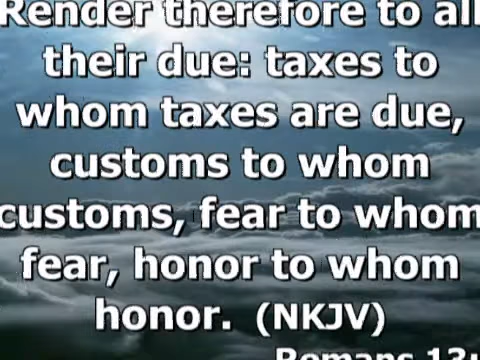 Render therefore to all
their due: taxes to
whom taxes are due,
customs to whom
customs, fear to whom
fear, honor to whom
honor. (NKJV)
Romans 13: